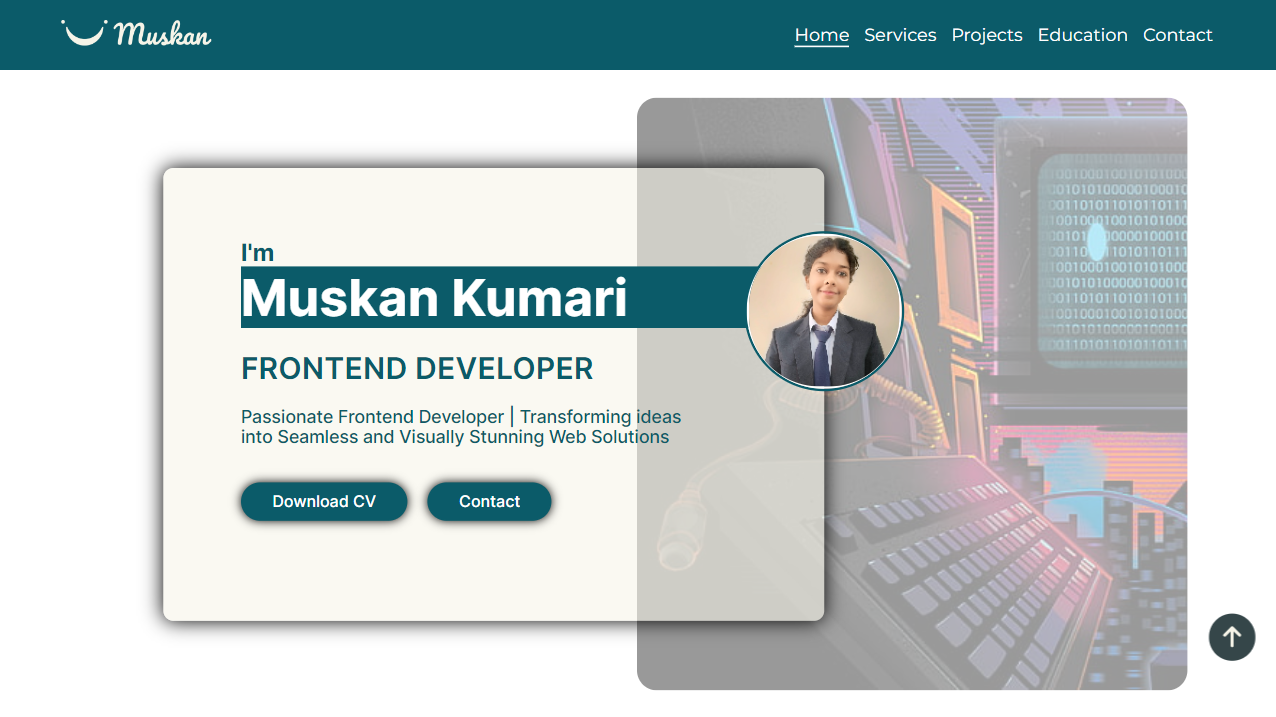 Muskan
Home Services Projects Education Contact
I'm
Muskan Kumari
FRONTEND DEVELOPER
Passionate Frontend Developer | Transforming ideas
into Seamless and Visually Stunning Web Solutions
Download CV Contact